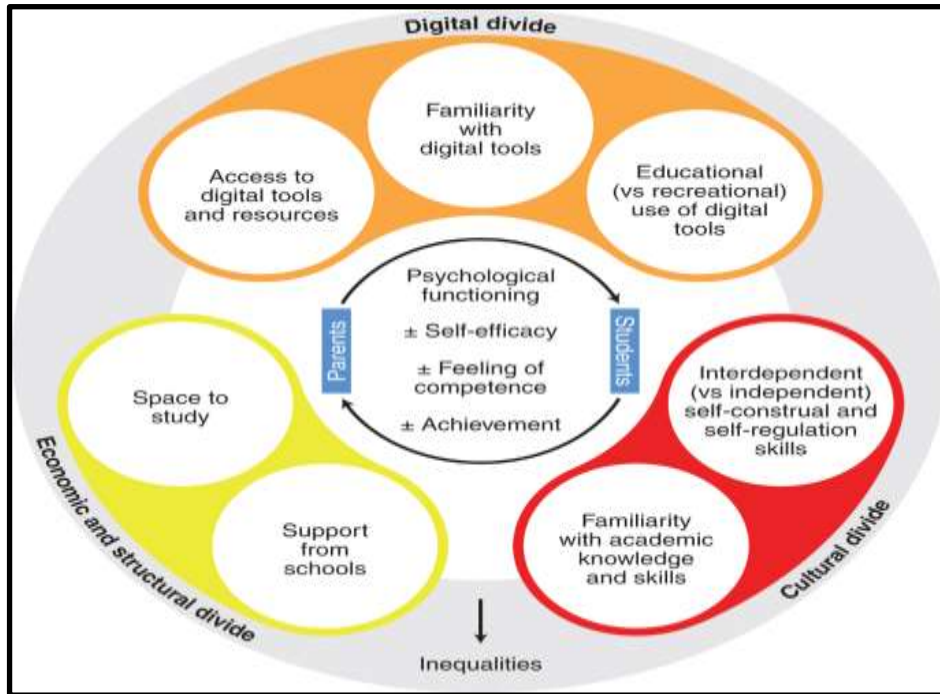 Digital divide
Familiarity
with
digital tools
Access to
digital tools
and resources
Educational
(vs recreational)
use of digital
tools
Psychological
functioning
± Self-efficacy
± Feeling of
competence
± Achievement
Parents
Students
Space to
study
Support
from
schools
Economic and structural divide
Interdependent
(vs independent)
self-construal and
self-regulation
skills
Familiarity
with academic
knowledge
and skills
Cultural divide
Inequalities